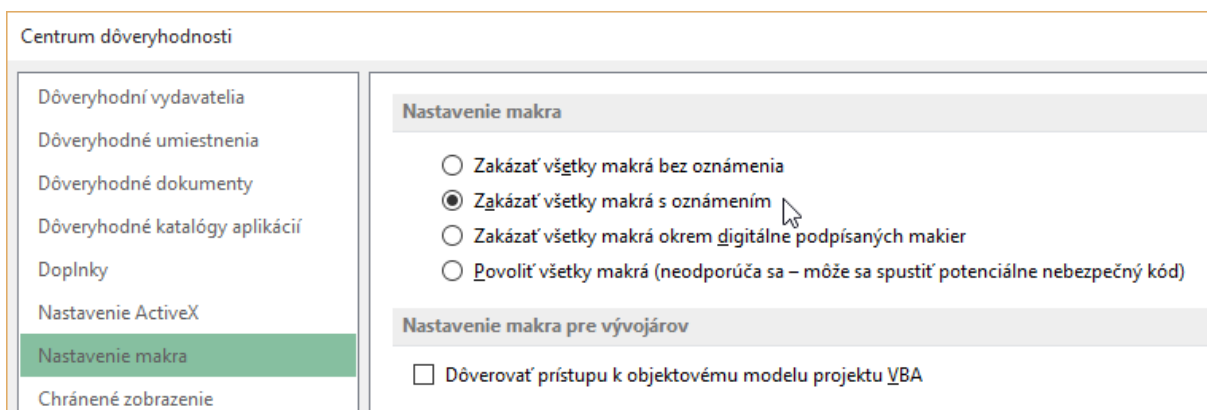 Centrum dôveryhodnosti
Dôveryhodní vydavatelia
Dôveryhodné umiestnenia
Dôveryhodné dokumenty
Dôveryhodné katalógy aplikácií
Doplnky
Nastavenie ActiveX
Nastavenie makra
Chránené zobrazenie
Nastavenie makra
Zakázať všetky makrá bez oznámenia
Zakázať všetky makrá s oznámením
Zakázať všetky makrá okrem digitálne podpísaných makier
Povoliť všetky makrá (neodporúča sa – môže sa spustiť potenciálne nebezpečný kód)
Nastavenie makra pre vývojárov
Dôverovať prístupu k objektovému modelu projektu VBA